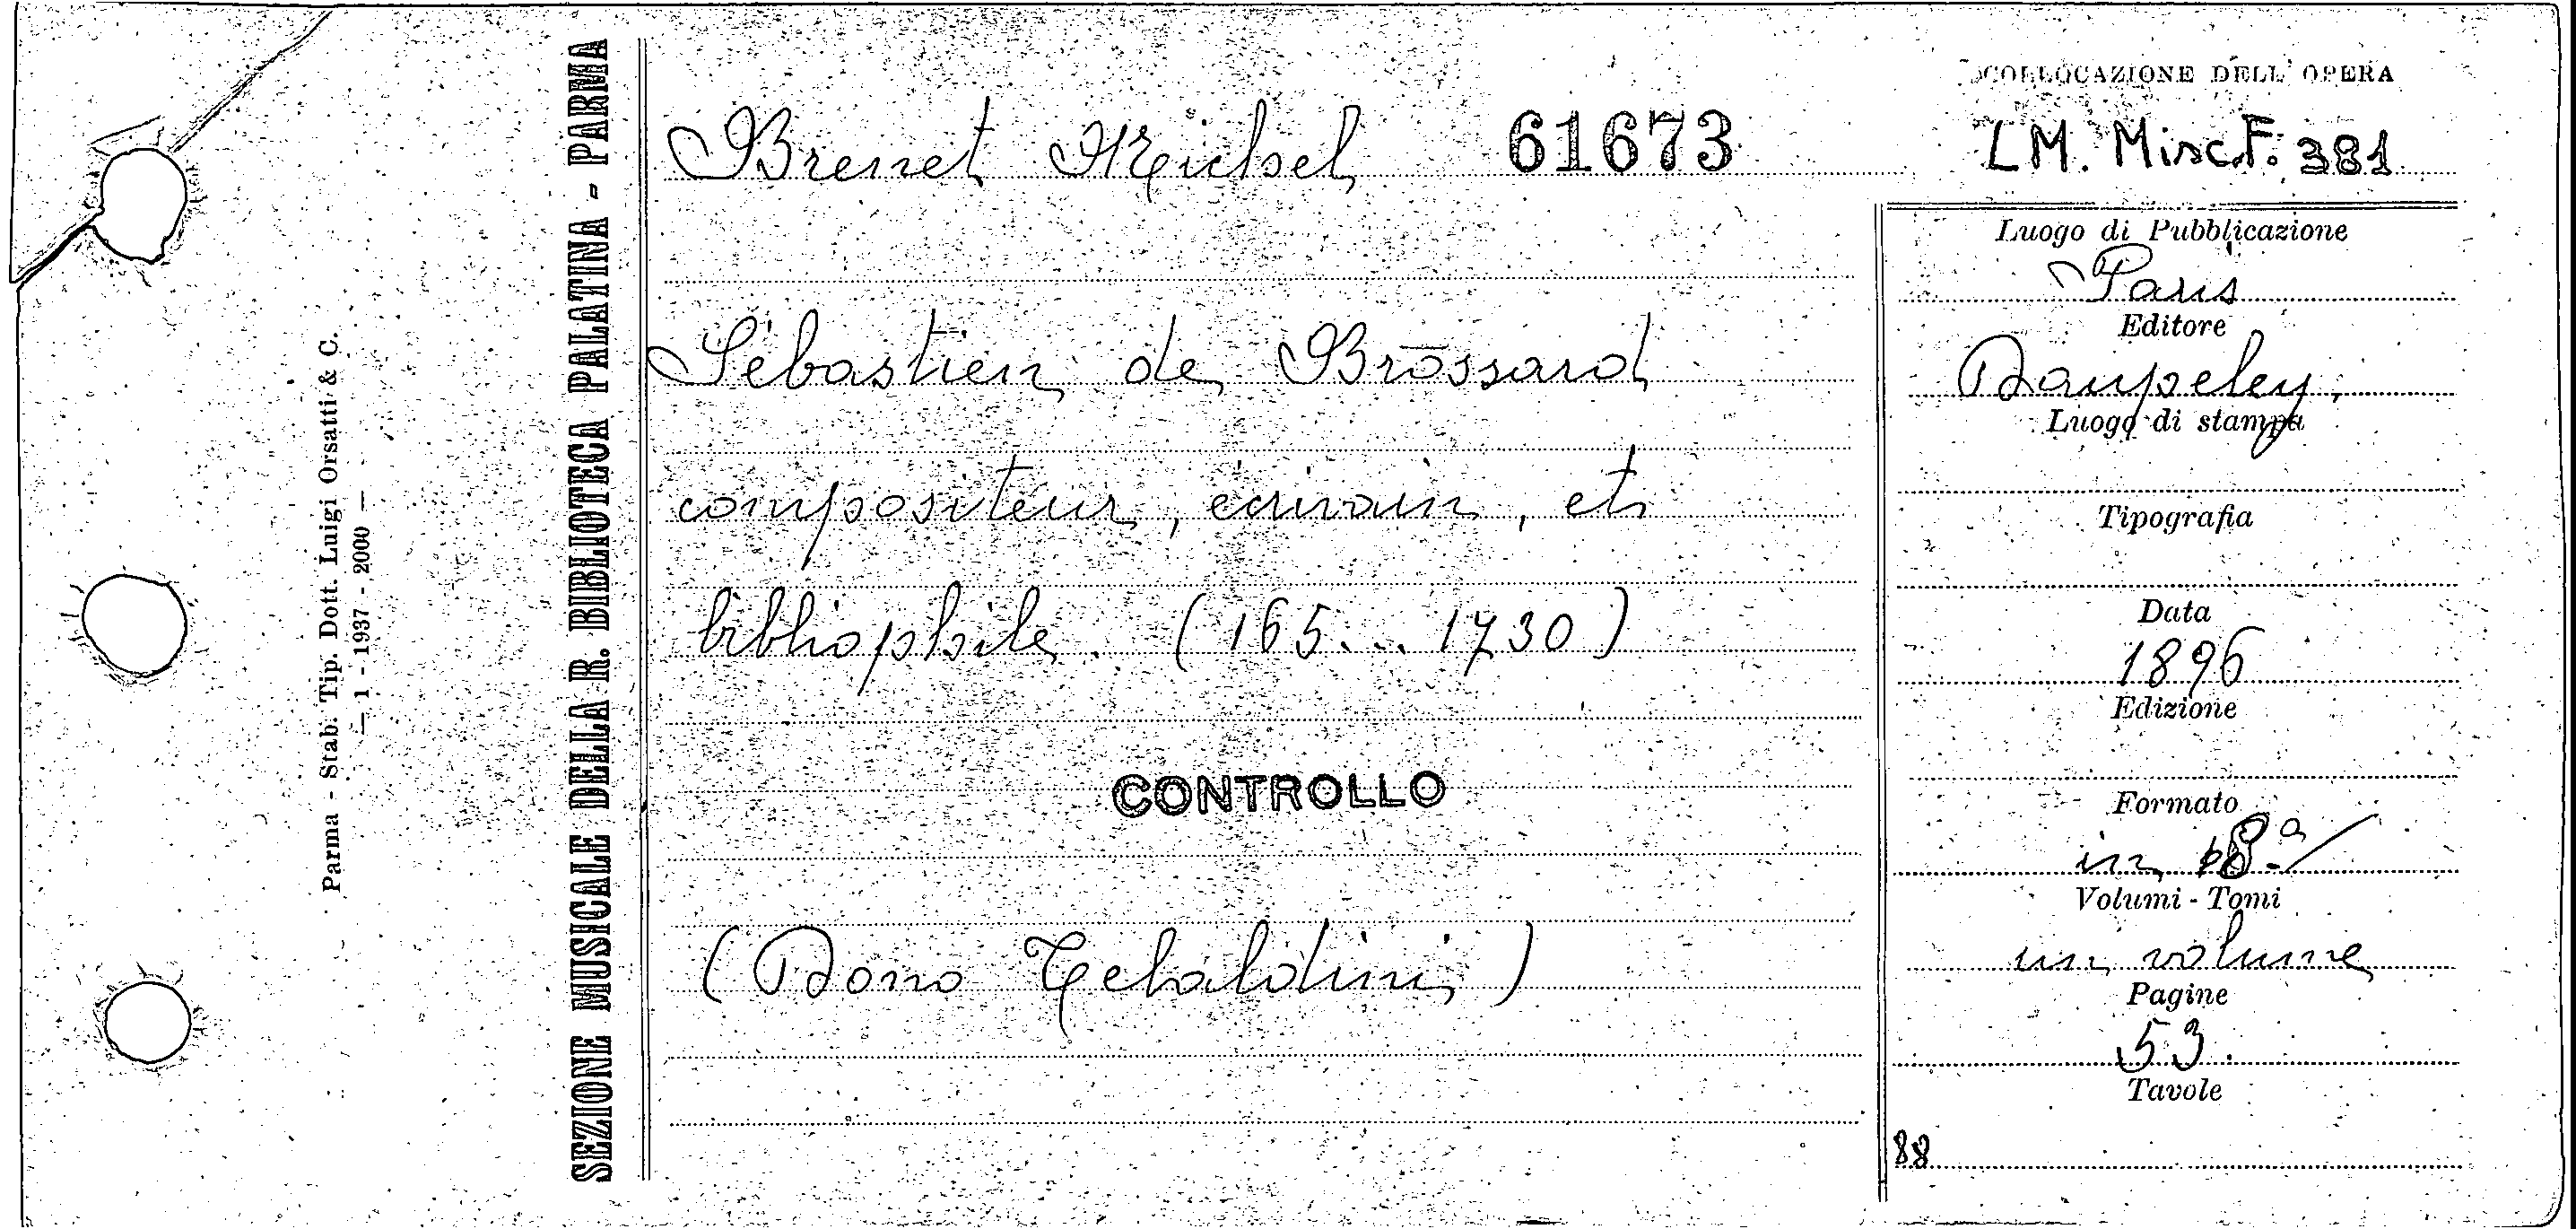 SEZIONE MUSICALE DELLA R. BIBLIOTECA PALATINA - PARMA
Parma - Stab. Tip. Dott. Luigi Orsatti & C.
— 1 - 1937 - 2000 —
Brenet Michel 61673
Sébastien de Brossard
compositeur, écrivain, et
bibliophile. (165... 1730)
CONTROLLO
(Dono Tebaldini)
COLLOCAZIONE DELL' OPERA
LM. Misc.F. 381
Luogo di Pubblicazione
Paris
Editore
Daupeley,
Luogo di stampa
Tipografia
Data
1896
Edizione
Formato
in 8.a
Volumi - Tomi
un volume
Pagine
53.
Tavole
88